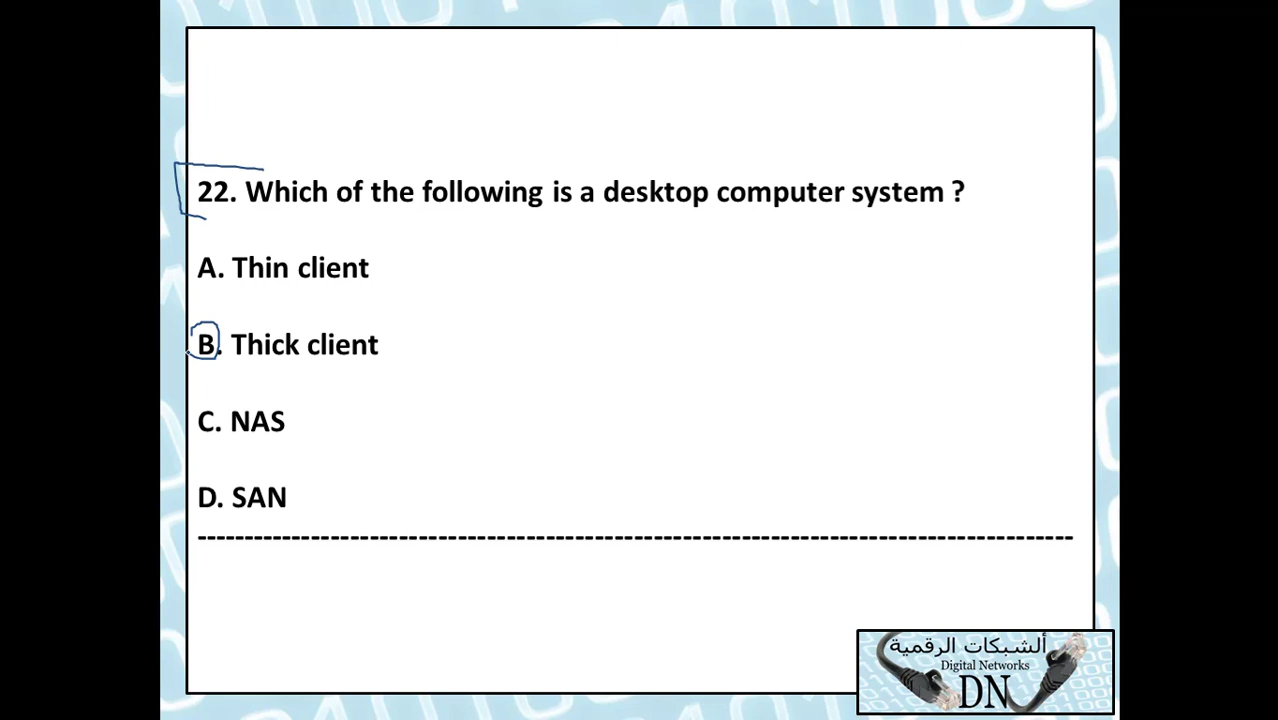 22. Which of the following is a desktop computer system ?
A. Thin client
B. Thick client
C. NAS
D. SAN
--------------------------------------------------------------------------------------
ألشبكات الرقمية
Digital Networks
DN